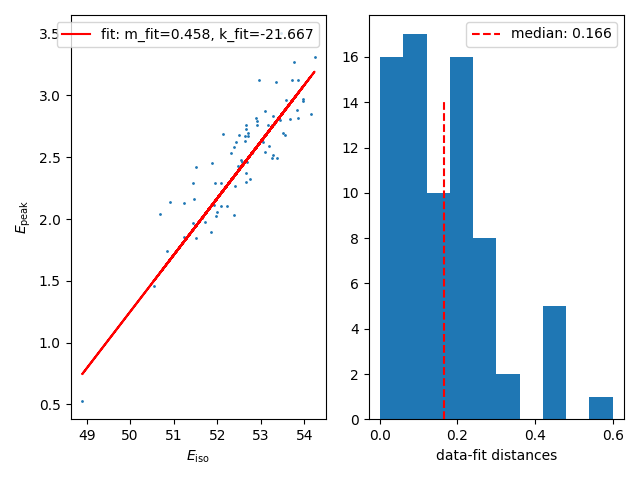 fit: m_fit=0.458, k_fit=-21.667
3.5
3.0
2.5
2.0
1.5
1.0
0.5
E_peak
49 50 51 52 53 54
E_iso
median: 0.166
16
14
12
10
8
6
4
2
0
0.0 0.2 0.4 0.6
data-fit distances